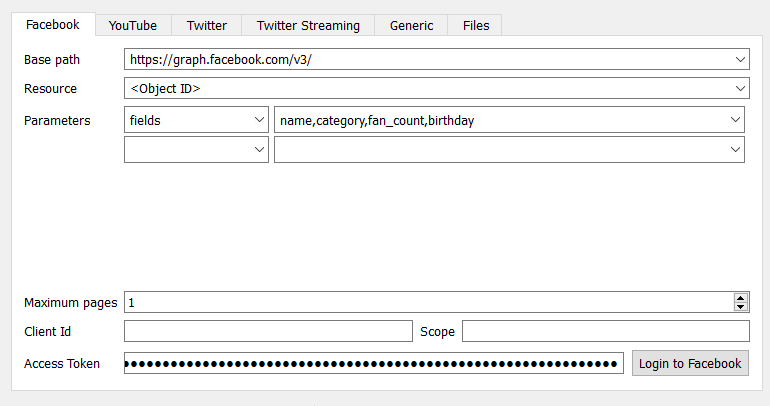 Facebook YouTube Twitter Twitter Streaming Generic Files
Base path https://graph.facebook.com/v3/
Resource <Object ID>
Parameters fields name,category,fan_count,birthday
Maximum pages 1
Client Id Scope
Access Token Login to Facebook